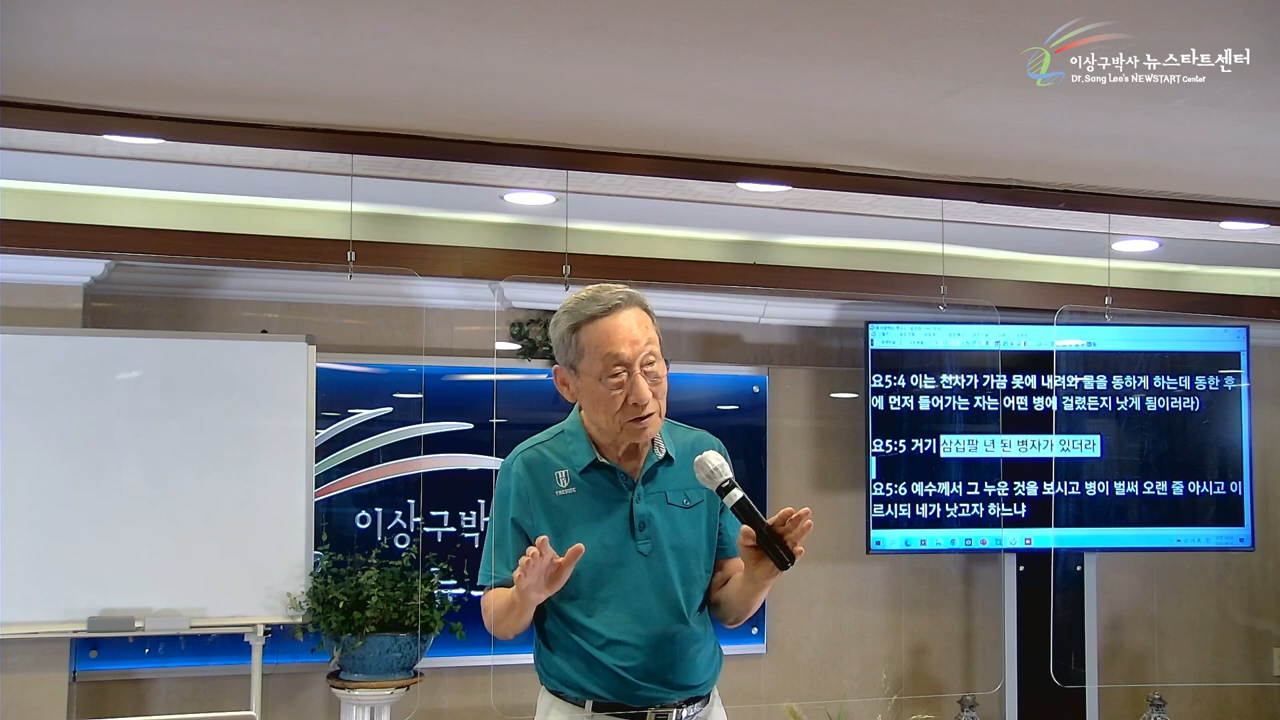 이상구박사 뉴스타트센터
Dr. Sang Lee's NEWSTART Center
요5:4 이는 천사가 가끔 못에 내려와 물을 동하게 하는데 동한 후
에 먼저 들어가는 자는 어떤 병에 걸렸든지 낫게 됨이러라)
요5:5 거기 삼십팔 년 된 병자가 있더라
요5:6 예수께서 그 누운 것을 보시고 병이 벌써 오랜 줄 아시고 이
르시되 네가 낫고자 하느냐
이상구박